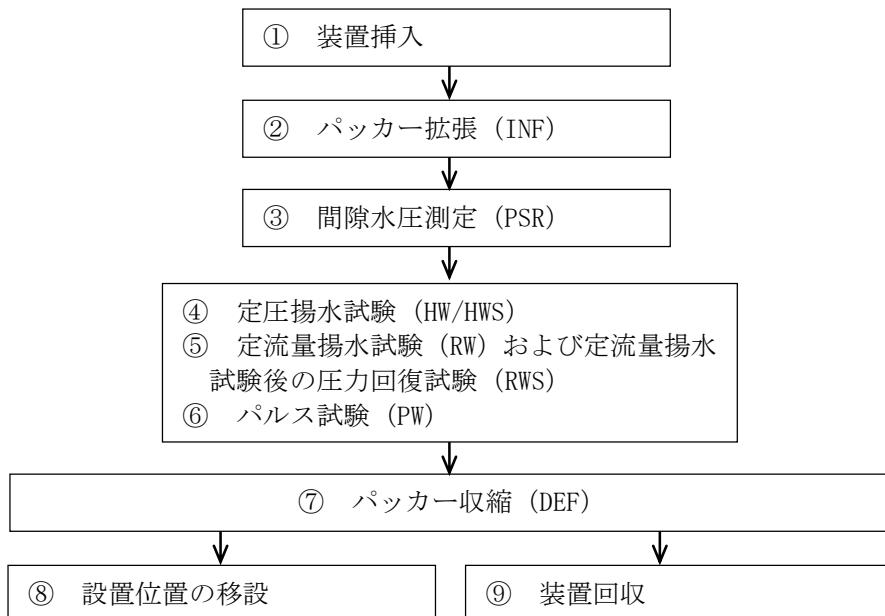 ① 装置挿入
② パッカー拡張 (INF)
③ 間隙水圧測定 (PSR)
④ 定圧揚水試験 (HW/HWS)
⑤ 定流量揚水試験 (RW) および定流量揚水
試験後の圧力回復試験 (RWS)
⑥ パルス試験 (PW)
⑦ パッカー収縮 (DEF)
⑧ 設置位置の移設
⑨ 装置回収